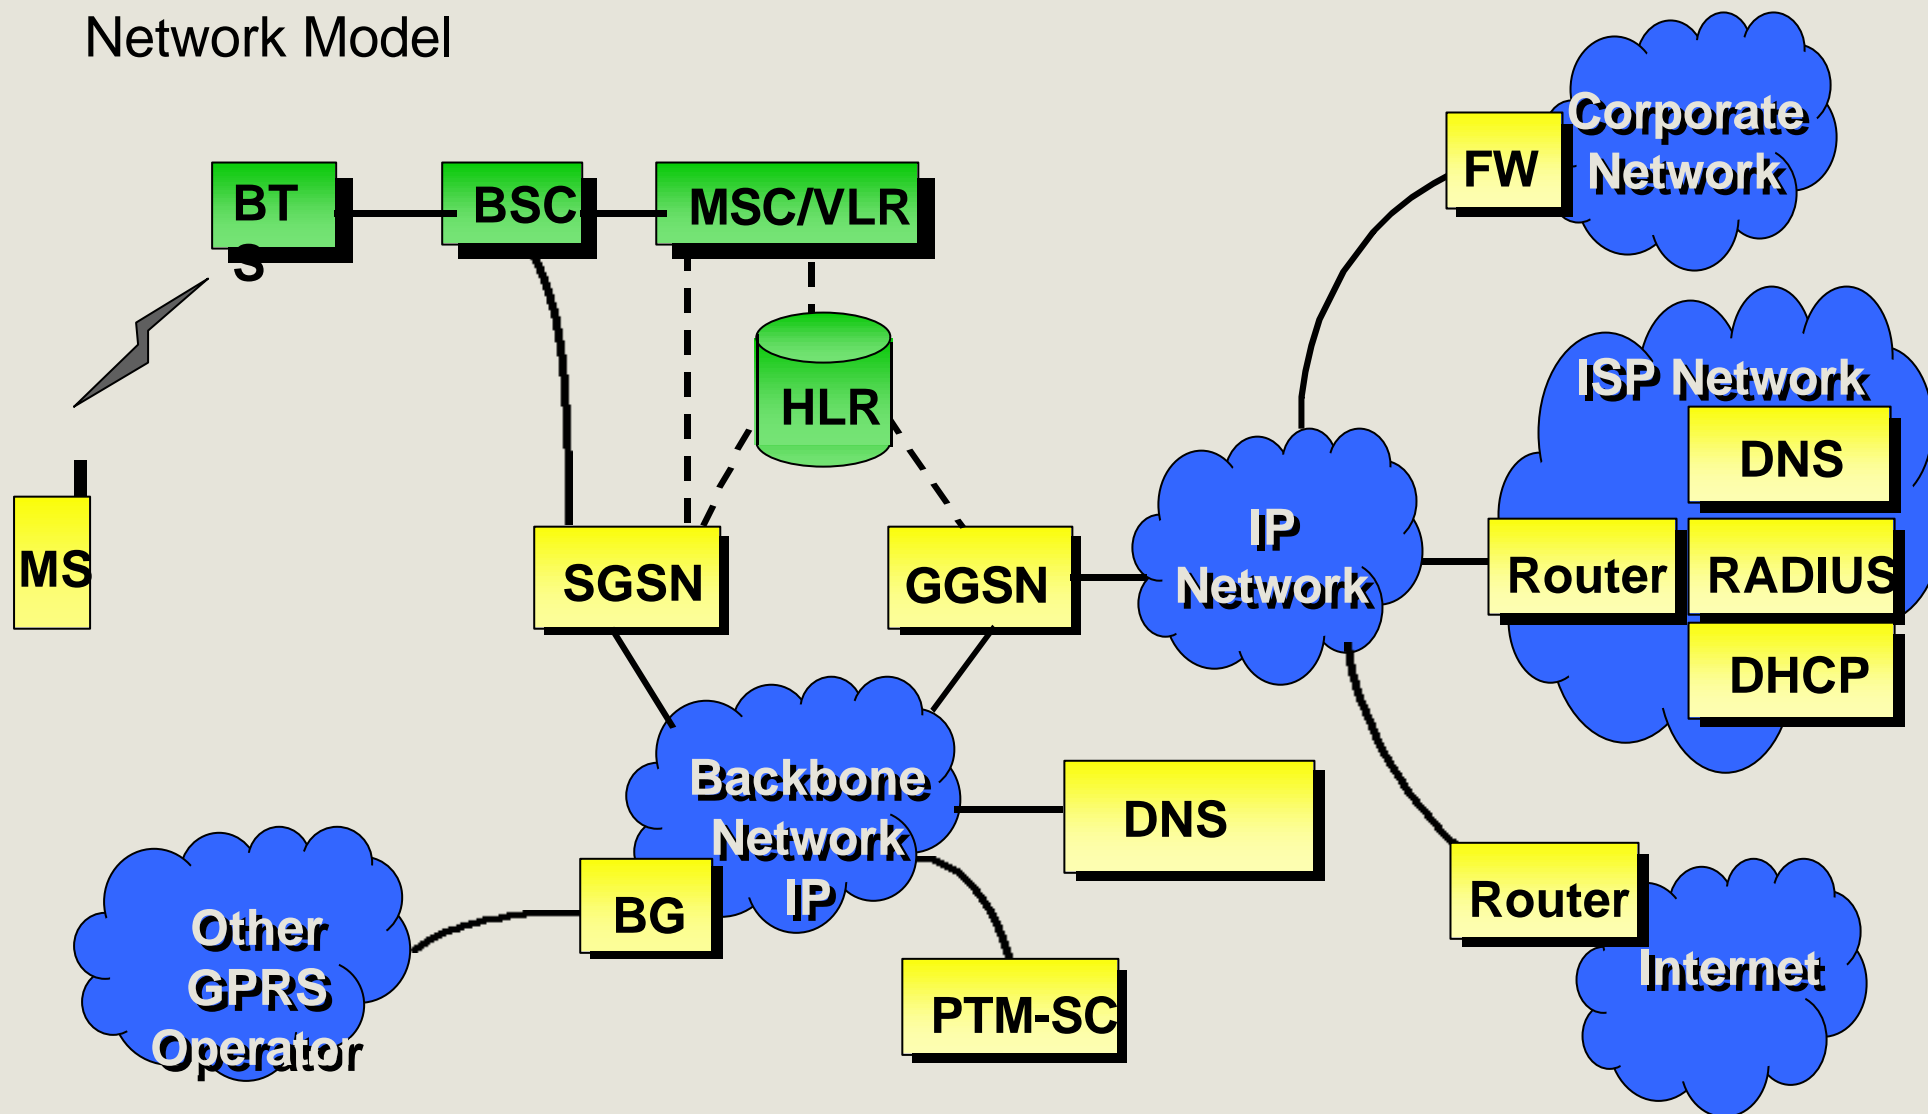 Network Model
BT
S
BSC
MSC/VLR
HLR
MS
SGSN
GGSN
IP
Network
FW
Corporate
Network
ISP Network
DNS
Router
RADIUS
DHCP
Backbone
Network
IP
DNS
BG
PTM-SC
Other
GPRS
Operator
Router
Internet